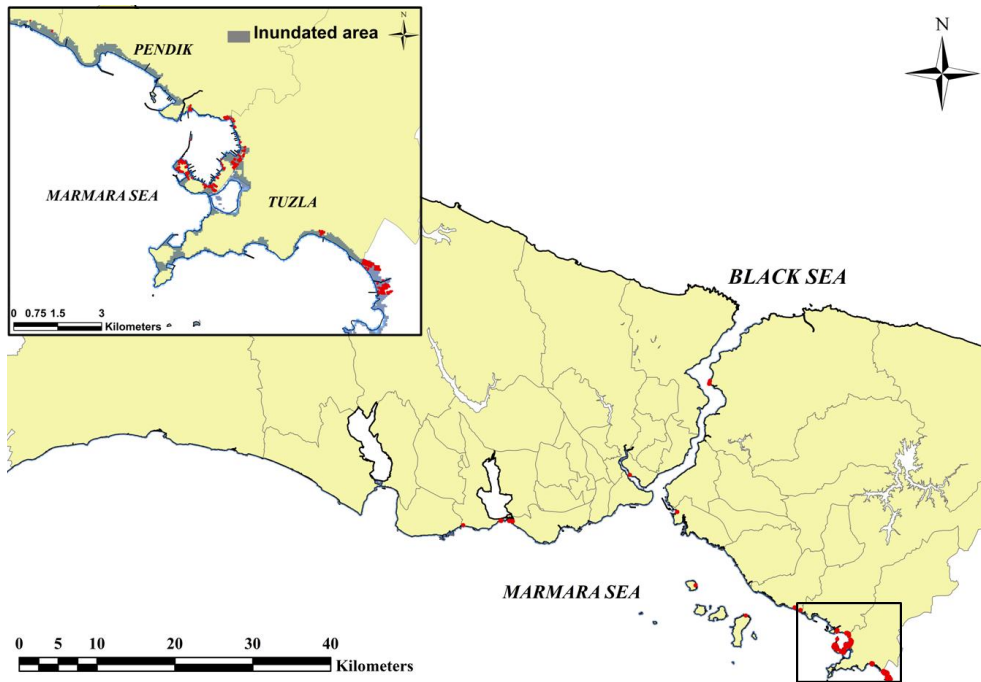 N
Inundated area
PENDIK
MARMARA SEA
TUZLA
0 0.75 1.5 3
Kilometers
N
BLACK SEA
MARMARA SEA
0 5 10 20 30 40
Kilometers